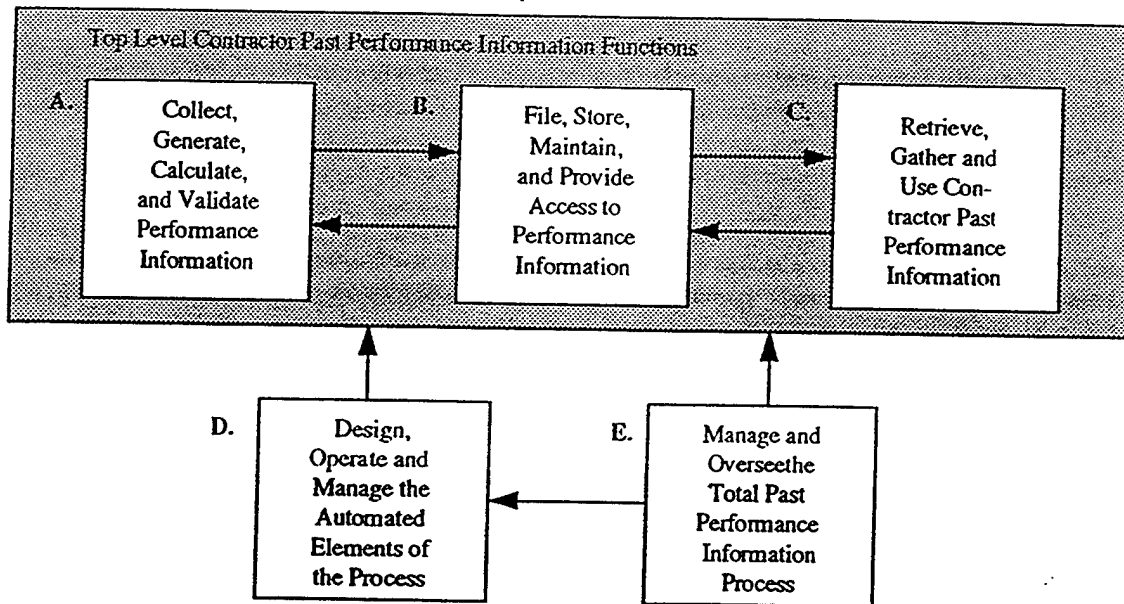 Top Level Contractor Past Performance Information Functions
A.
Collect,
Generate,
Calculate,
and Validate
Performance
Information
B.
File, Store,
Maintain,
and Provide
Access to
Performance
Information
C.
Retrieve,
Gather and
Use Con-
tractor Past
Performance
Information
D.
Design,
Operate and
Manage the
Automated
Elements of
the Process
E.
Manage and
Overseethe
Total Past
Performance
Information
Process